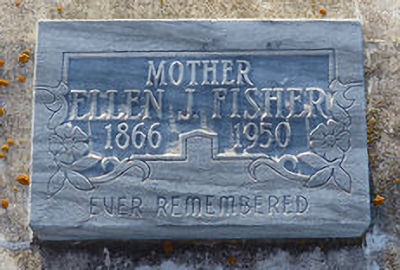 MOTHER
ELLEN J. FISHER
1866 1950
EVER REMEMBERED